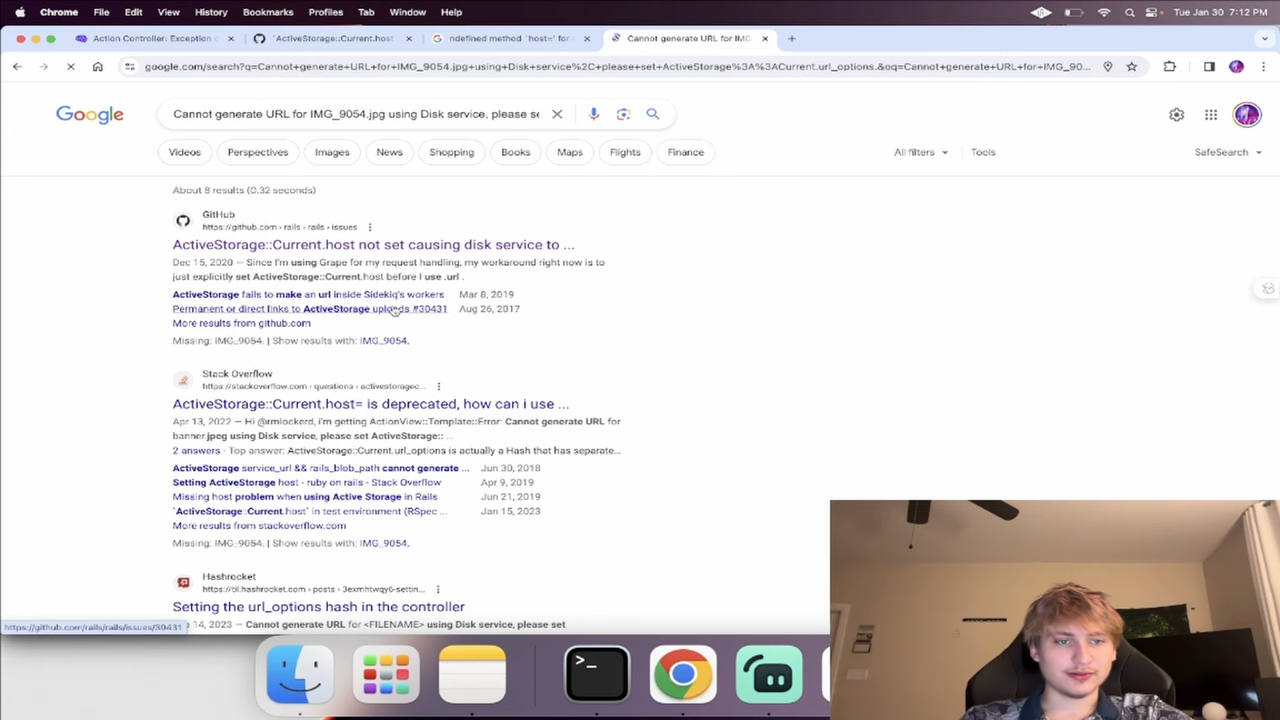 Chrome File Edit View History Bookmarks Profiles Tab Window Help Tue Jan 30 7:12 PM
Action Controller: Exception `ActiveStorage::Current.host ndefined method `host=' for Cannot generate URL for IMG
google.com/search?q=Cannot+generate+URL+for+IMG_9054.jpg+using+Disk+service%2C+please+set+ActiveStorage%3A%3ACurrent.url_options.&oq=Cannot+generate+URL+for+IMG_90...
Google Cannot generate URL for IMG_9054.jpg using Disk service, please se
Videos Perspectives Images News Shopping Books Maps Flights Finance All filters Tools SafeSearch
About 8 results (0.32 seconds)
GitHub
https://github.com › rails › rails › issues
ActiveStorage::Current.host not set causing disk service to ...
Dec 15, 2020 — Since I'm using Grape for my request handling, my workaround right now is to
just explicitly set ActiveStorage::Current.host before I use .url .
ActiveStorage fails to make an url inside Sidekiq's workers Mar 8, 2019
Permanent or direct links to ActiveStorage uploads #30431 Aug 26, 2017
More results from github.com
Missing: IMG_9054. | Show results with: IMG_9054.
Stack Overflow
https://stackoverflow.com › questions › activestoragec...
ActiveStorage::Current.host= is deprecated, how can i use ...
Apr 13, 2022 — Hi @rmlockerd, i'm getting ActionView::Template::Error: Cannot generate URL for
banner.jpeg using Disk service, please set ActiveStorage:: ...
2 answers · Top answer: ActiveStorage::Current.url_options is actually a Hash that has separate...
ActiveStorage service_url && rails_blob_path cannot generate ... Jun 30, 2018
Setting ActiveStorage host - ruby on rails - Stack Overflow Apr 9, 2019
Missing host problem when using Active Storage in Rails Jun 21, 2019
`ActiveStorage::Current.host` in test environment (RSpec ... Jan 15, 2023
More results from stackoverflow.com
Missing: IMG_9054. | Show results with: IMG_9054.
Hashrocket
https://til.hashrocket.com › posts › 3exmhtwqy6-settin...
Setting the url_options hash in the controller
14, 2023 — Cannot generate URL for <FILENAME> using Disk service, please set
https://github.com/rails/rails/issues/30431